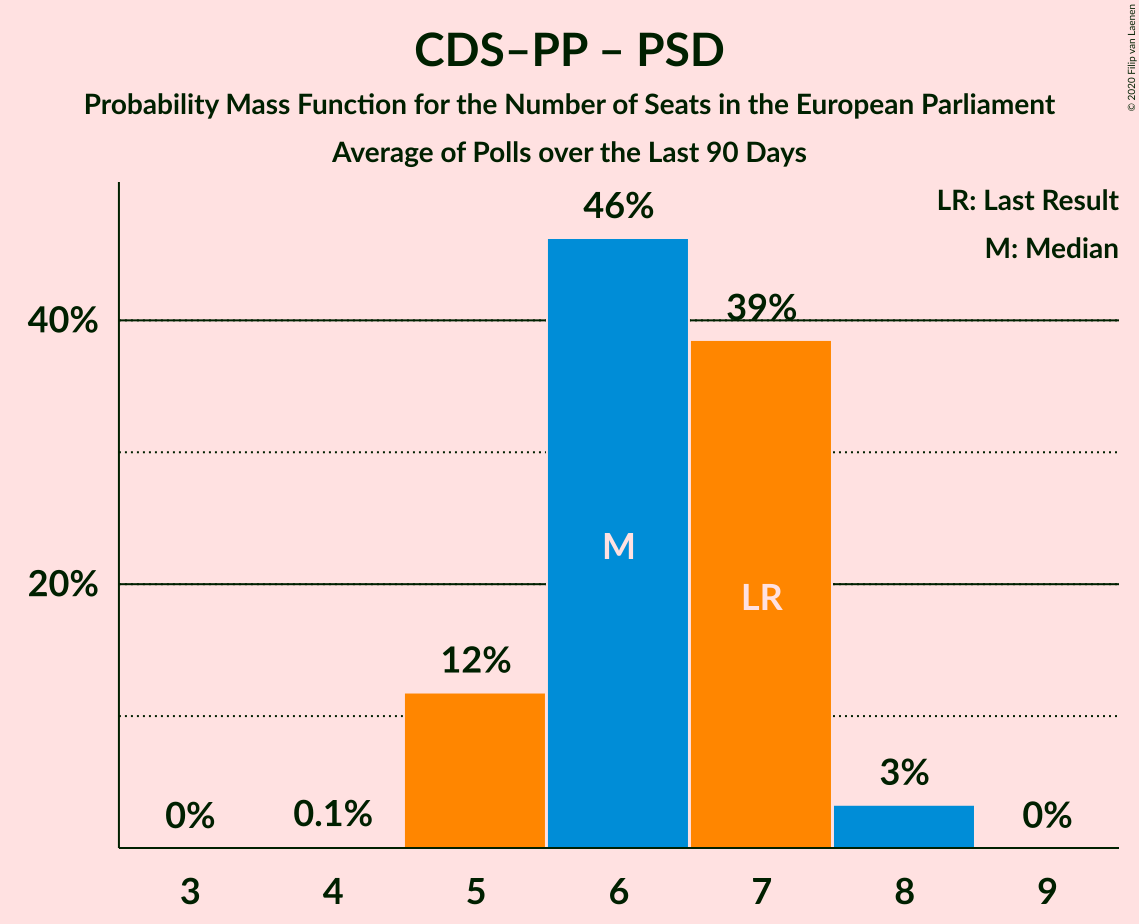 CDS–PP – PSD
Probability Mass Function for the Number of Seats in the European Parliament
Average of Polls over the Last 90 Days
© 2020 Filip van Laenen
LR: Last Result
M: Median
46%
39%
40%
M
LR
20%
12%
3%
0%
0.1%
0%
3 4 5 6 7 8 9